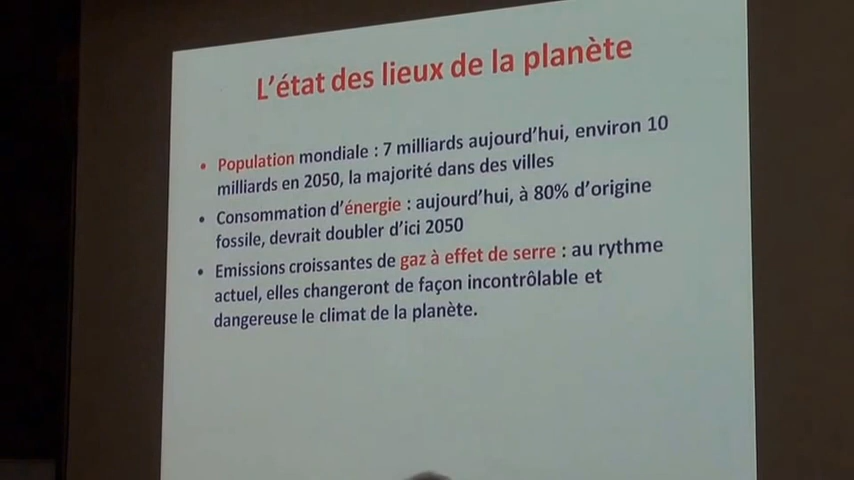 L'état des lieux de la planète
• Population mondiale : 7 milliards aujourd'hui, environ 10
milliards en 2050, la majorité dans des villes
• Consommation d'énergie : aujourd'hui, à 80% d'origine
fossile, devrait doubler d'ici 2050
• Emissions croissantes de gaz à effet de serre : au rythme
actuel, elles changeront de façon incontrôlable et
dangereuse le climat de la planète.